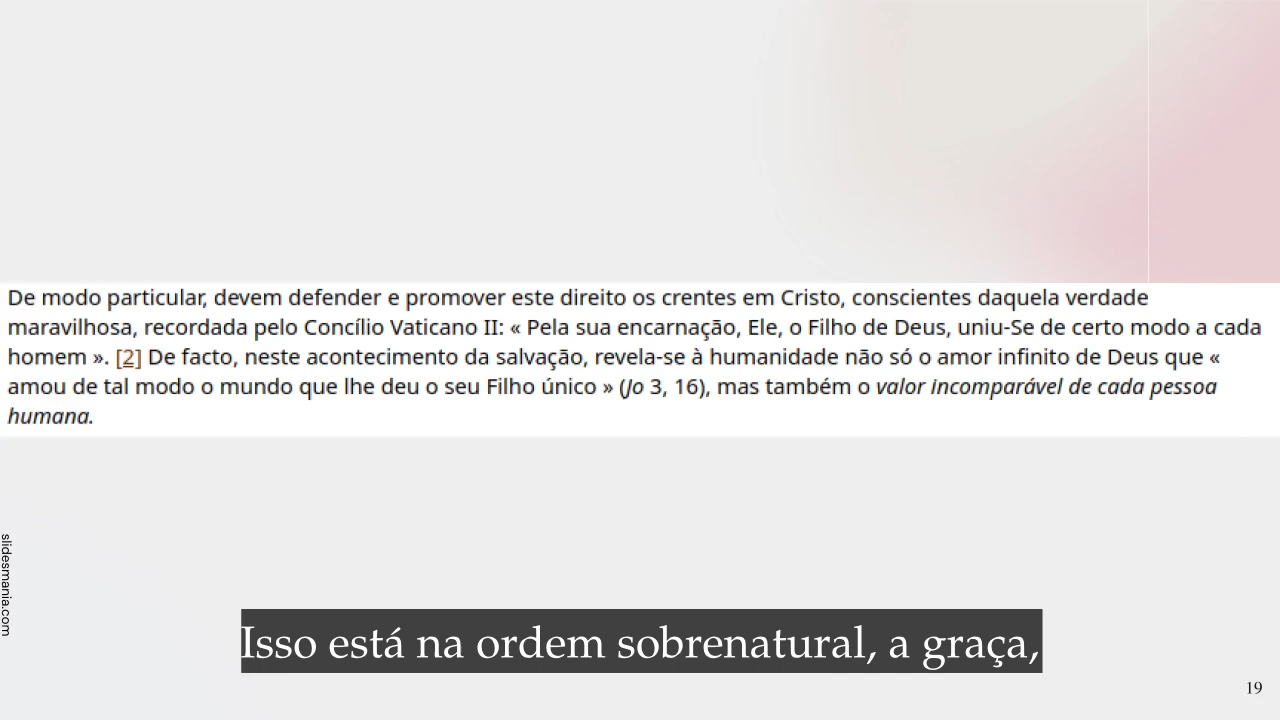 De modo particular, devem defender e promover este direito os crentes em Cristo, conscientes daquela verdade
maravilhosa, recordada pelo Concílio Vaticano II: « Pela sua encarnação, Ele, o Filho de Deus, uniu-Se de certo modo a cada
homem ». [2] De facto, neste acontecimento da salvação, revela-se à humanidade não só o amor infinito de Deus que «
amou de tal modo o mundo que lhe deu o seu Filho único » (Jo 3, 16), mas também o valor incomparável de cada pessoa
humana.
slidesmania.com
Isso está na ordem sobrenatural, a graça,
19